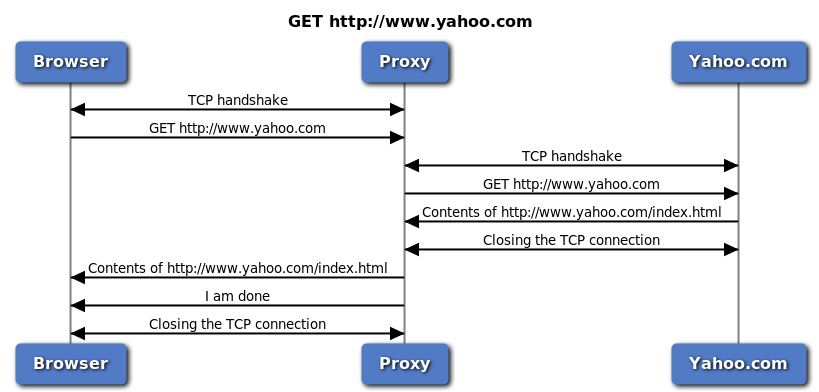 GET http://www.yahoo.com
Browser Proxy Yahoo.com
TCP handshake
GET http://www.yahoo.com
TCP handshake
GET http://www.yahoo.com
Contents of http://www.yahoo.com/index.html
Closing the TCP connection
Contents of http://www.yahoo.com/index.html
I am done
Closing the TCP connection
Browser Proxy Yahoo.com